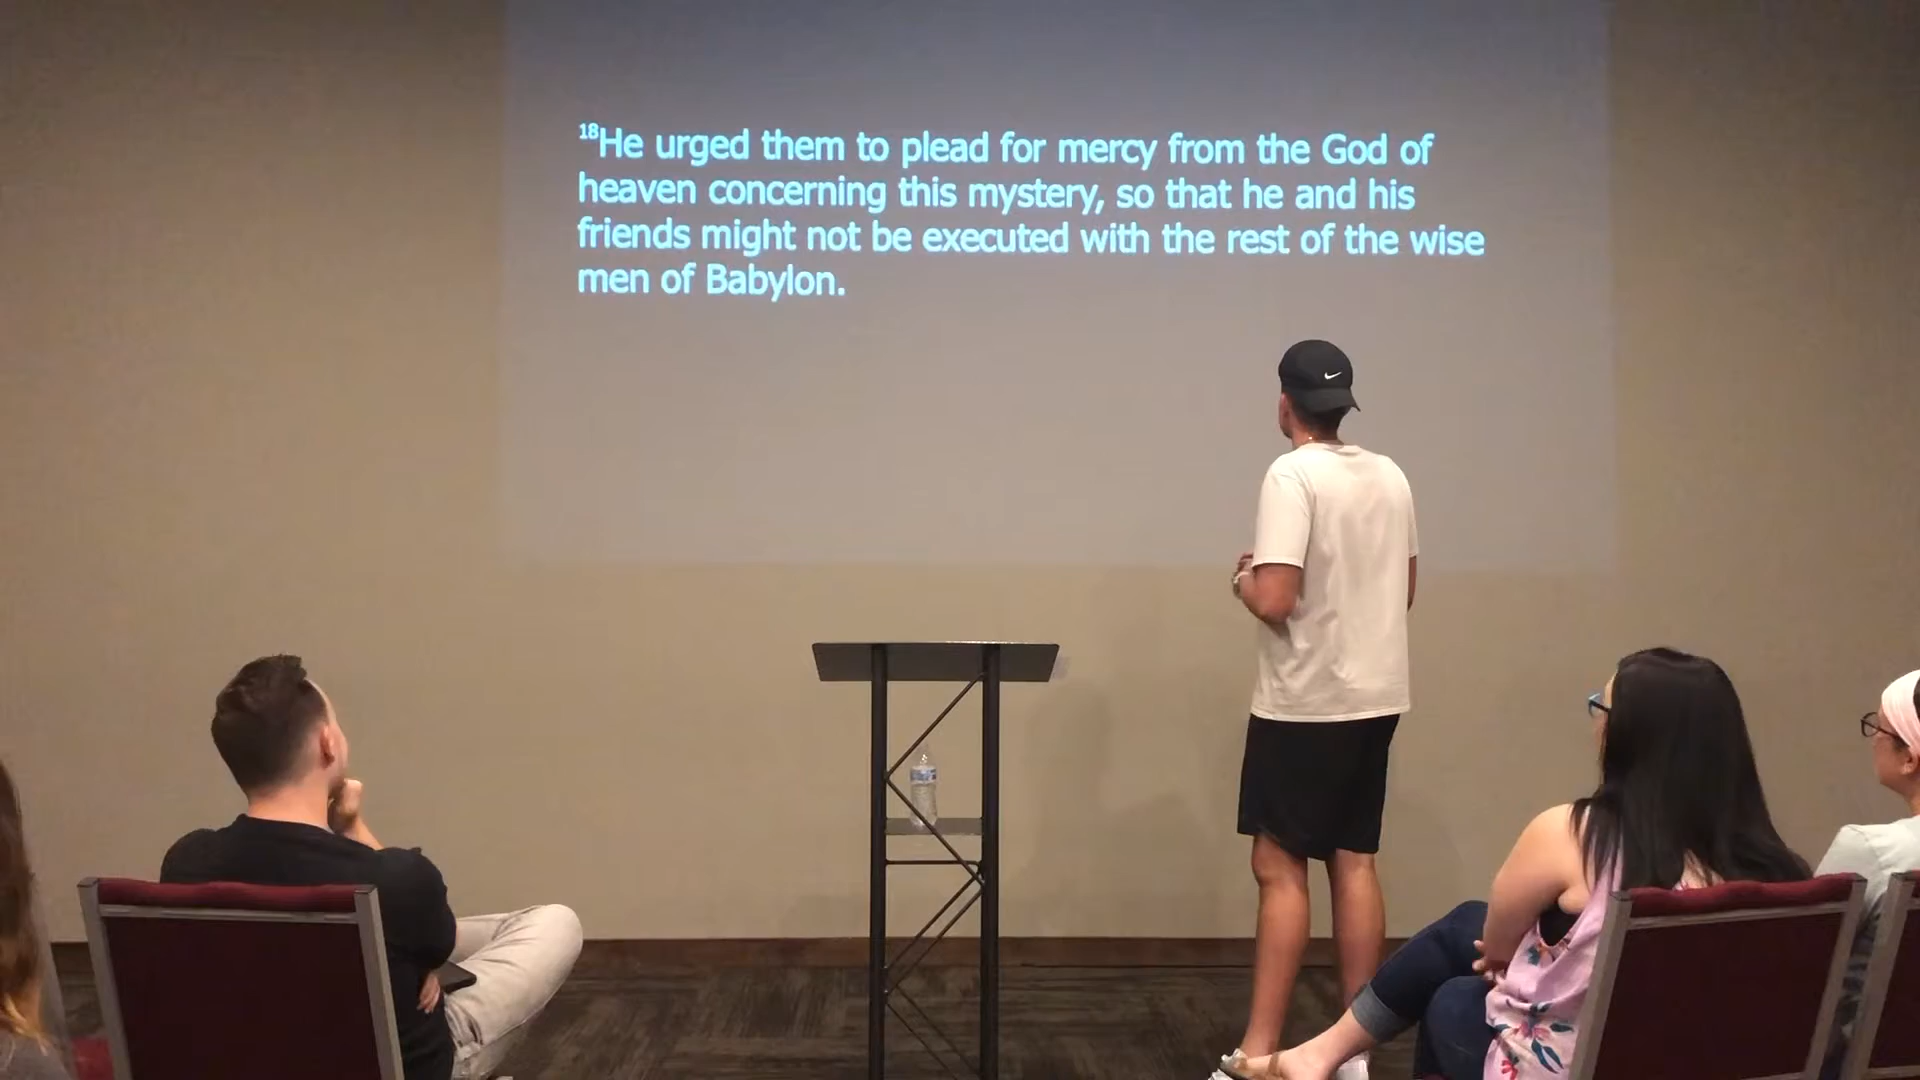 ¹⁸He urged them to plead for mercy from the God of
heaven concerning this mystery, so that he and his
friends might not be executed with the rest of the wise
men of Babylon.